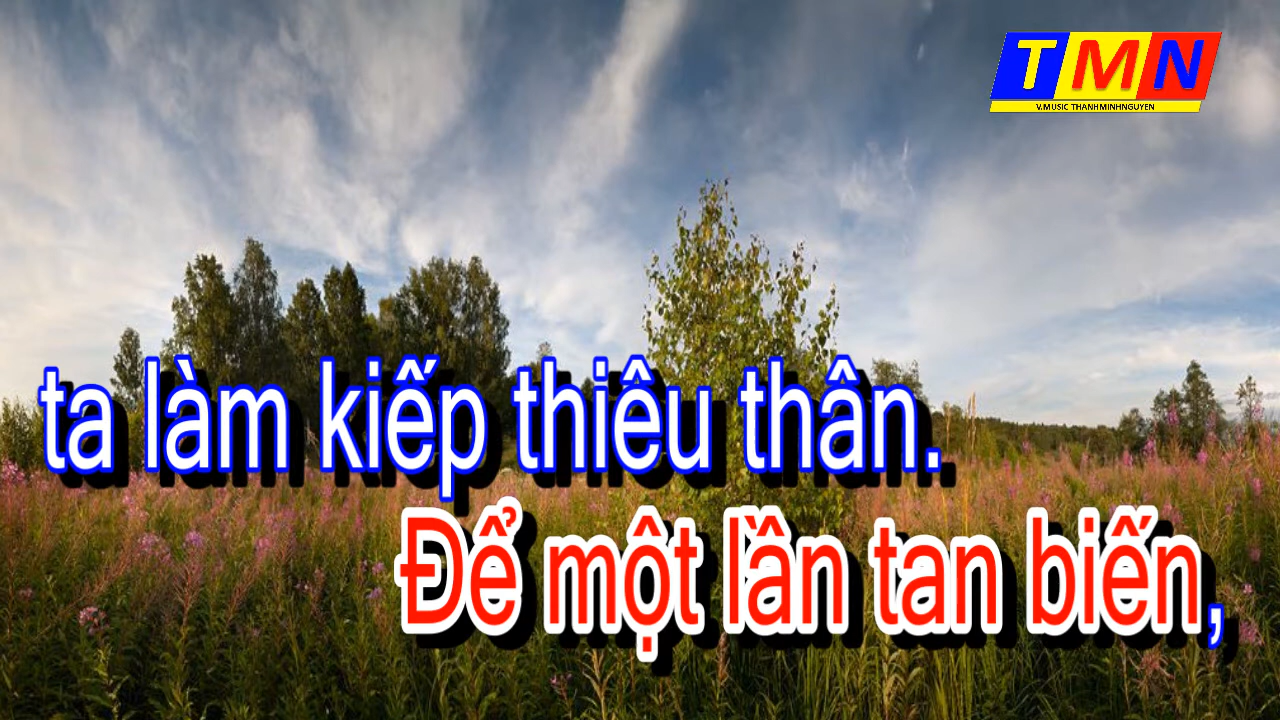 TMN
V.MUSIC THANHMINHNGUYEN
ta làm kiếp thiêu thân.
Để một lần tan biến,